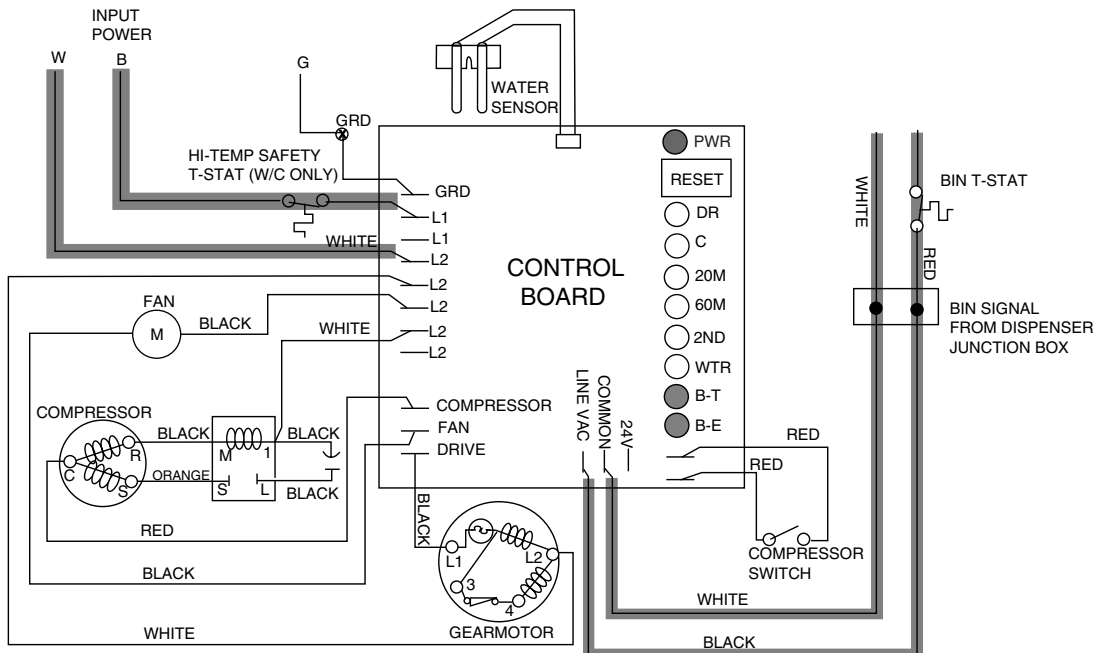 INPUT
POWER
W
B
G
GRD
WATER
SENSOR
HI-TEMP SAFETY
T-STAT (W/C ONLY)
GRD
L1
L1
WHITE
L2
L2
L2
L2
L2
FAN
M
BLACK
WHITE
CONTROL
BOARD
PWR
RESET
DR
C
20M
60M
2ND
WTR
B-T
B-E
WHITE
BIN T-STAT
RED
BIN SIGNAL
FROM DISPENSER
JUNCTION BOX
LINE VAC
COMMON
24V
COMPRESSOR
FAN
DRIVE
COMPRESSOR
R
C
S
BLACK
ORANGE
M
1
S
L
BLACK
BLACK
RED
BLACK
WHITE
BLACK
L1
L2
3
4
GEARMOTOR
RED
RED
COMPRESSOR
SWITCH
WHITE
BLACK